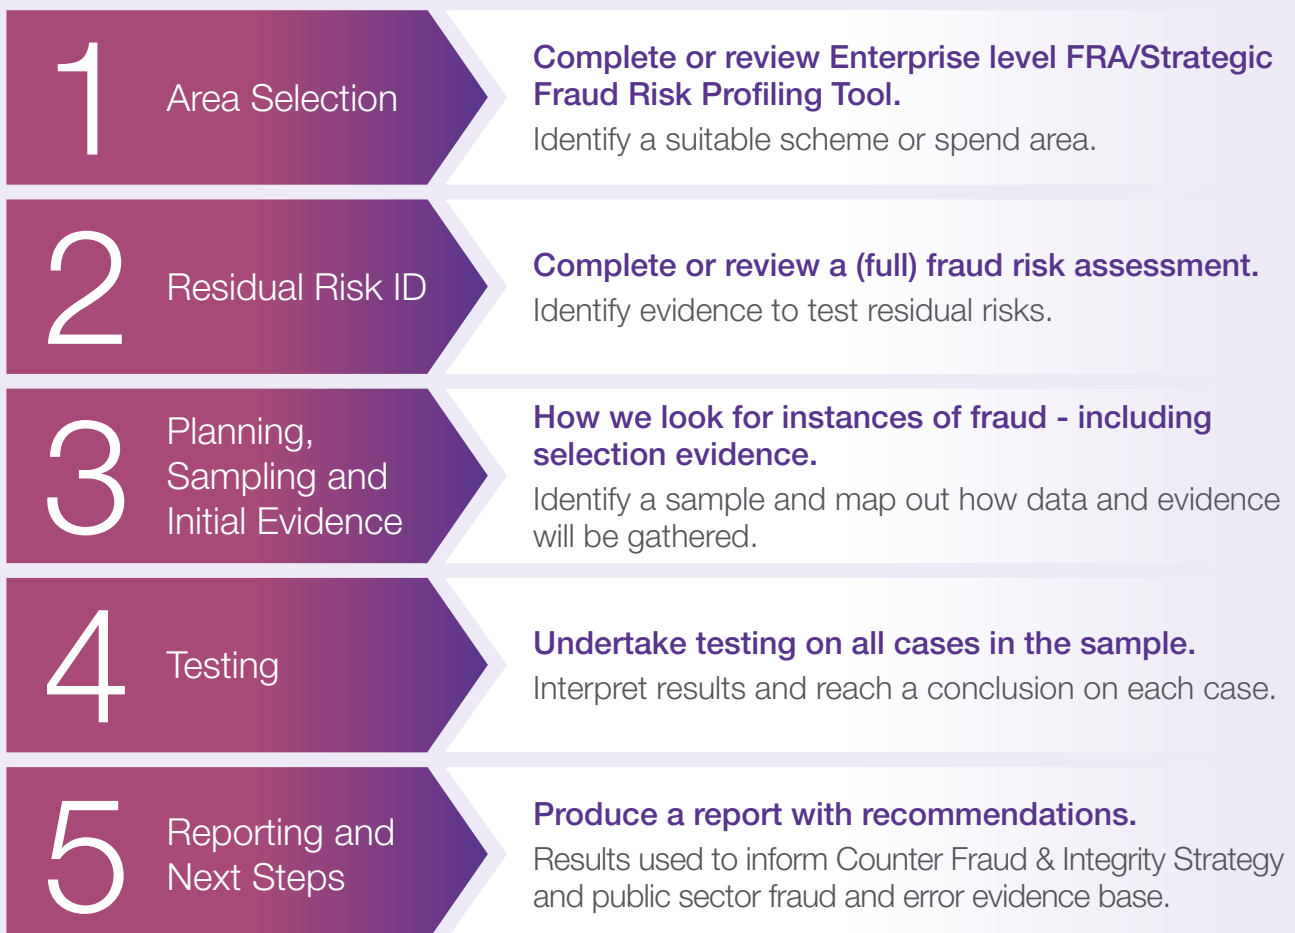 1
Area Selection
Complete or review Enterprise level FRA/Strategic
Fraud Risk Profiling Tool.
Identify a suitable scheme or spend area.
2
Residual Risk ID
Complete or review a (full) fraud risk assessment.
Identify evidence to test residual risks.
3
Planning,
Sampling and
Initial Evidence
How we look for instances of fraud - including
selection evidence.
Identify a sample and map out how data and evidence
will be gathered.
4
Testing
Undertake testing on all cases in the sample.
Interpret results and reach a conclusion on each case.
5
Reporting and
Next Steps
Produce a report with recommendations.
Results used to inform Counter Fraud & Integrity Strategy
and public sector fraud and error evidence base.